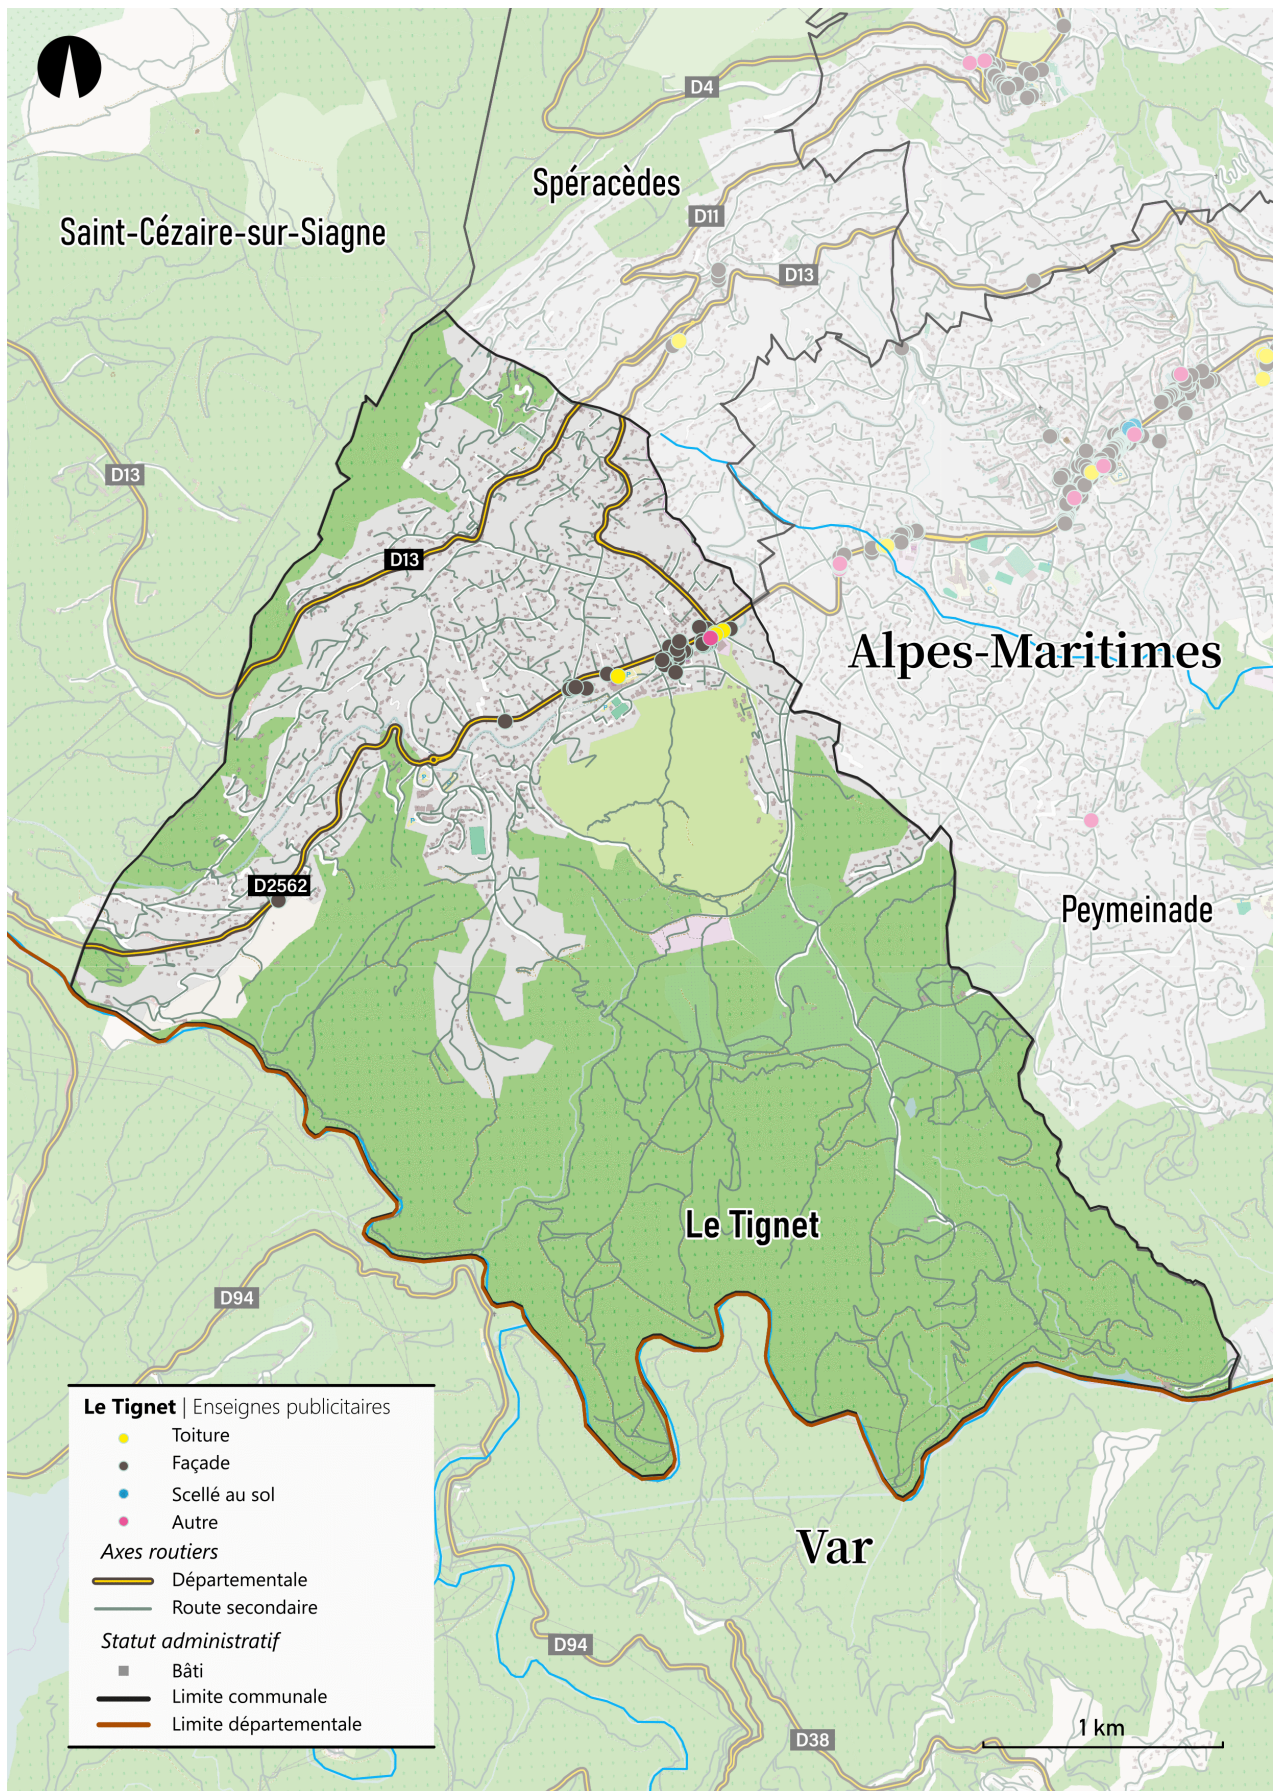 D4
Spéracèdes
D11
Saint-Cézaire-sur-Siagne
D13
D13
D13
Alpes-Maritimes
D2562
Peymeinade
Le Tignet
D94
Le Tignet | Enseignes publicitaires
Toiture
Façade
Scellé au sol
Autre
Axes routiers
Départementale
Route secondaire
Statut administratif
Bâti
Limite communale
Limite départementale
Var
D94
D38
1 km